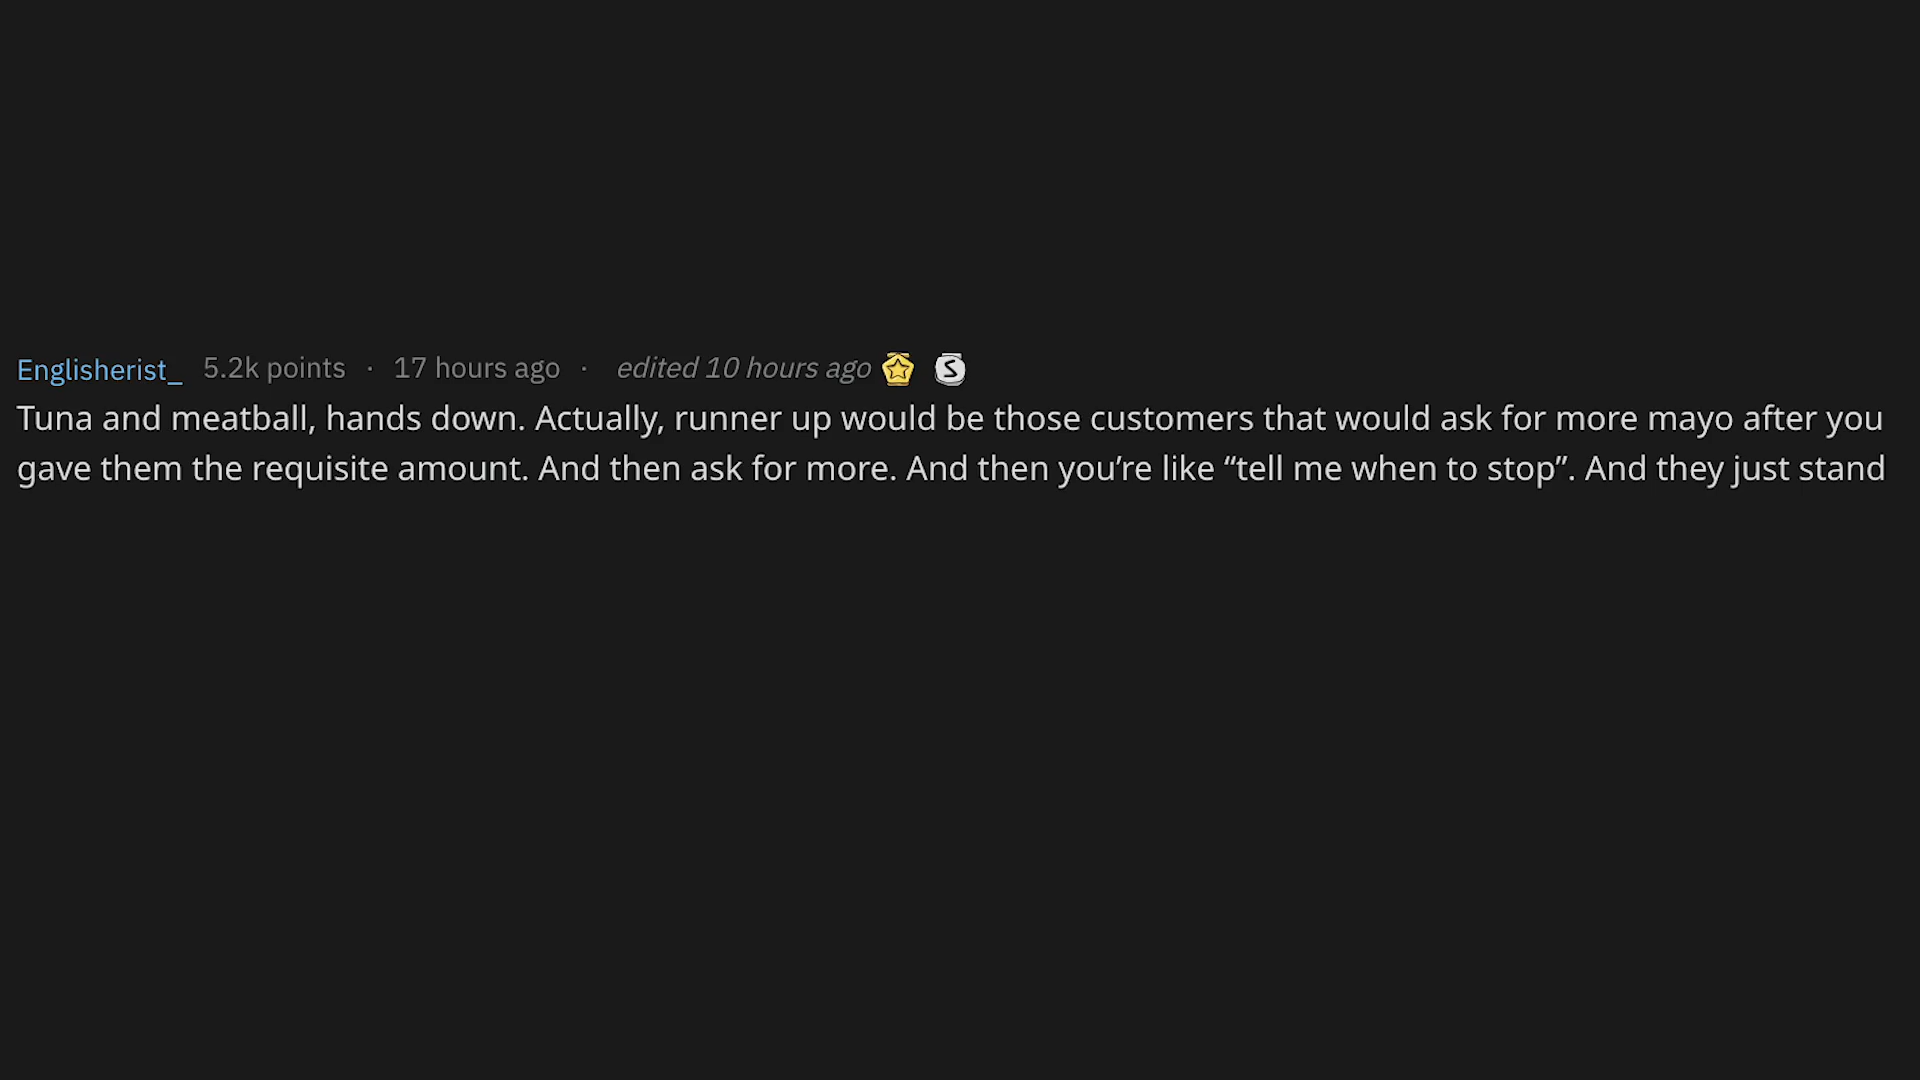 Englisherist_ 5.2k points · 17 hours ago · edited 10 hours ago S
Tuna and meatball, hands down. Actually, runner up would be those customers that would ask for more mayo after you
gave them the requisite amount. And then ask for more. And then you’re like “tell me when to stop”. And they just stand